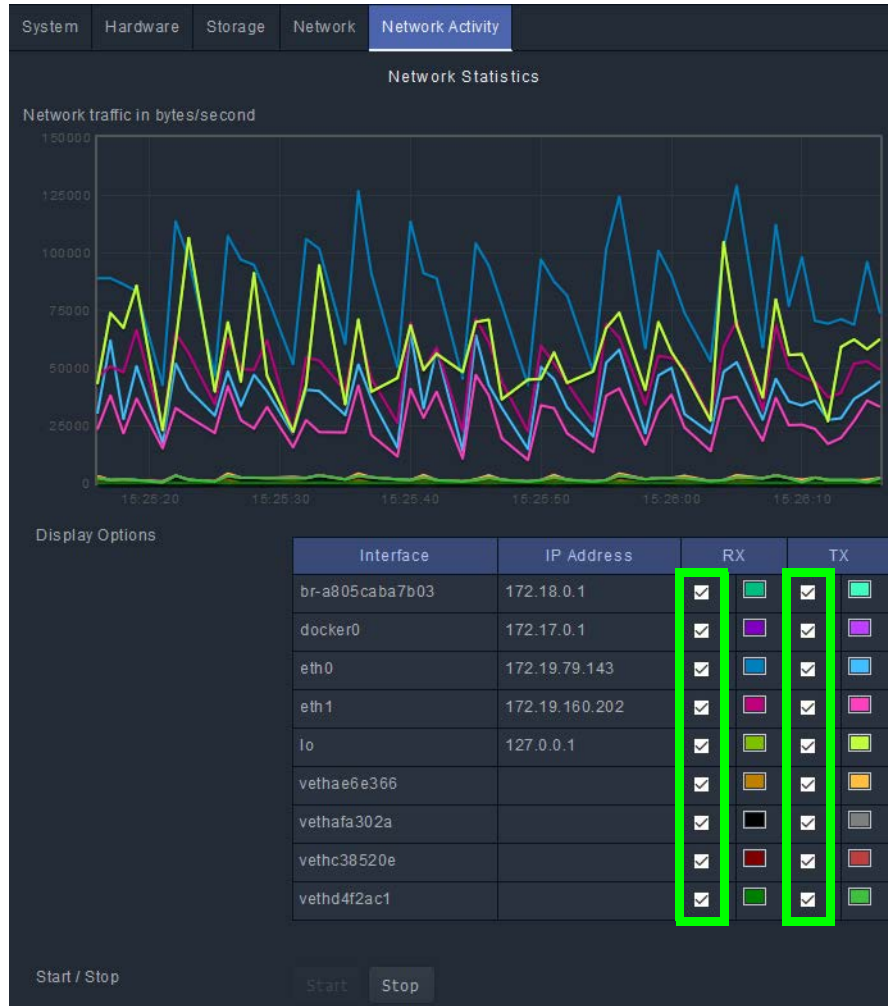 System Hardware Storage Network Network Activity
Network Statistics
Network traffic in bytes/second
150000
125000
100000
75000
50000
25000
0
15:25:20 15:25:30 15:25:40 15:25:50 15:26:00 15:26:10
Display Options
Interface IP Address RX TX
br-a805caba7b03 172.18.0.1
docker0 172.17.0.1
eth0 172.19.79.143
eth1 172.19.160.202
lo 127.0.0.1
vethae6e366
vethafa302a
vethc38520e
vethd4f2ac1
Start / Stop Start Stop